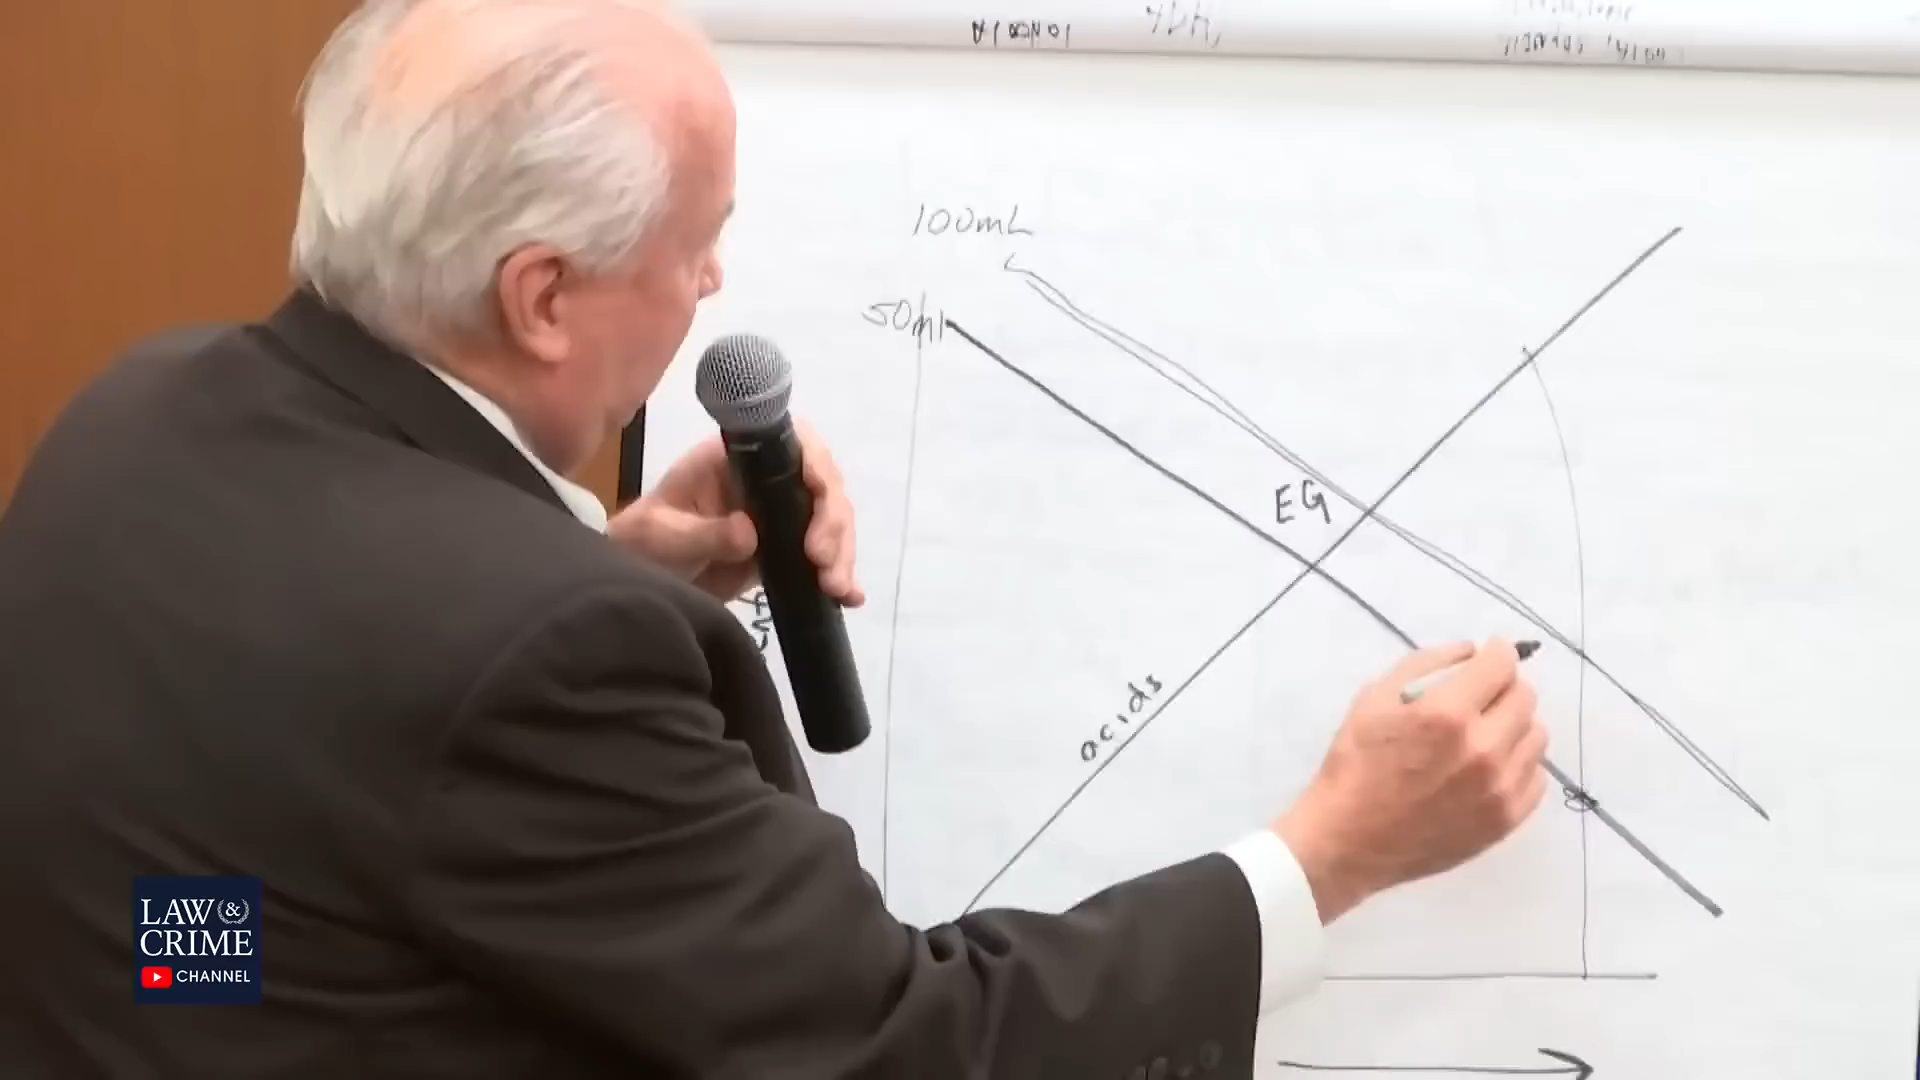 100mL
50ml
EG
acids
LAW &
CRIME
CHANNEL